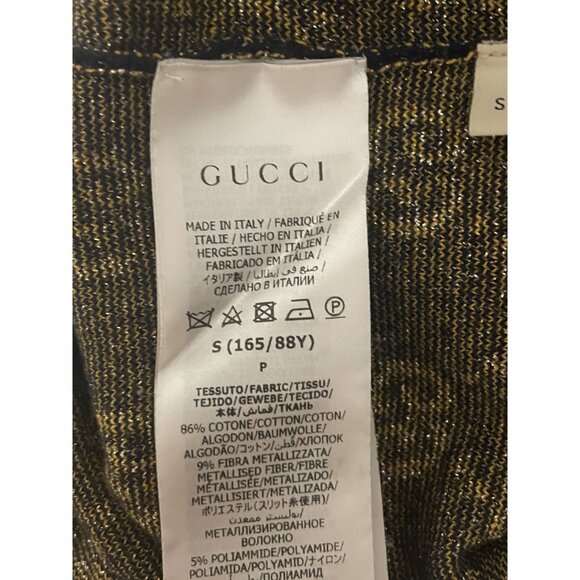 GUCCI
S
MADE IN ITALY / FABRIQUÉ EN
ITALIE / HECHO EN ITALIA /
HERGESTELLT IN ITALIEN /
FABRICADO EM ITÁLIA /
イタリア製 / صنع في إيطاليا /
СДЕЛАНО В ИТАЛИИ
P
S (165/88Y)
P
TESSUTO/FABRIC/TISSU/
TEJIDO/GEWEBE/TECIDO/
本体/قماش/ТКАНЬ
86% COTONE/COTTON/COTON/
ALGODON/BAUMWOLLE/
ALGODÃO/コットン/قطن/ХЛОПОК
9% FIBRA METALLIZZATA/
METALLISED FIBER/FIBRE
MÉTALLISÉE/METALIZADO/
METALLISIERT/METALIZADA/
ポリエステル(スリット糸使用)/
بوليستر ممعدن/
МЕТАЛЛИЗИРОВАННОЕ
ВОЛОКНО
5% POLIAMMIDE/POLYAMID/
POLIAMIDA/POLYAMID/ナイロン/
/ПОЛИАМИД